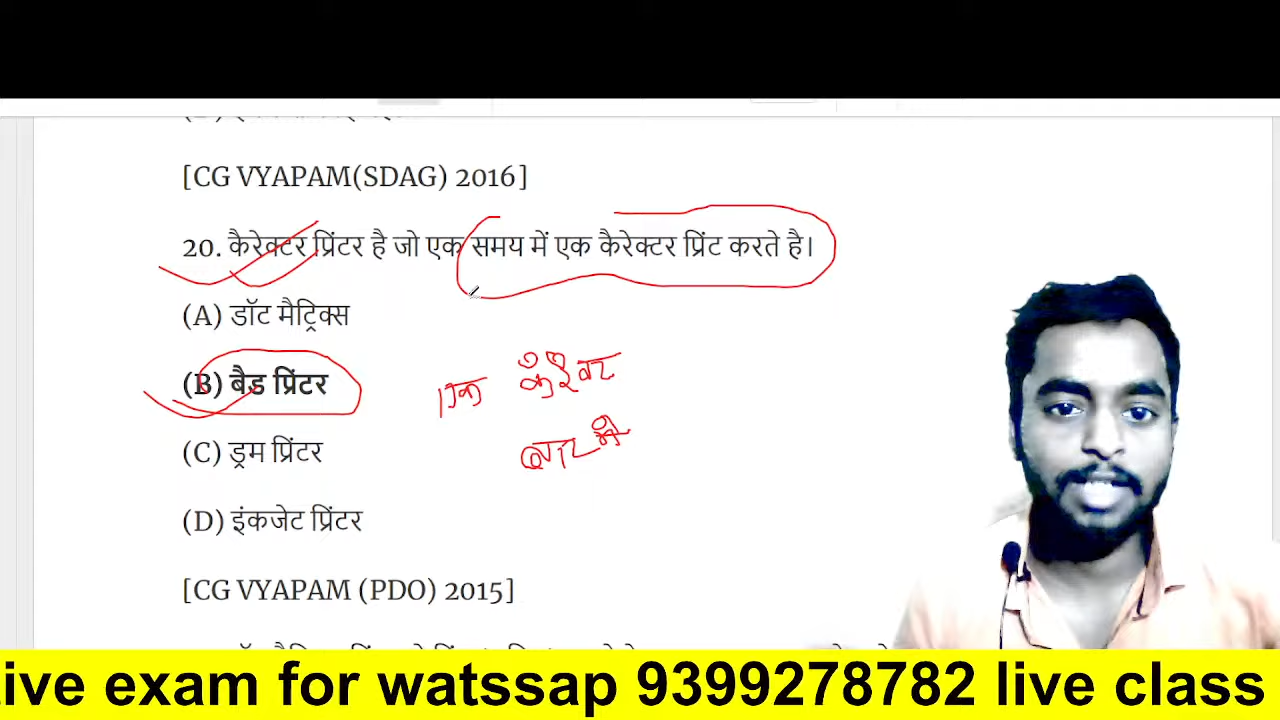 [CG VYAPAM(SDAG) 2016]
20. कैरेक्टर प्रिंटर है जो एक समय में एक कैरेक्टर प्रिंट करते है।
(A) डॉट मैट्रिक्स
(B) बैड प्रिंटर
एक
(C) ड्रम प्रिंटर
(D) इंकजेट प्रिंटर
[CG VYAPAM (PDO) 2015]
ive exam for watssap 9399278782 live class